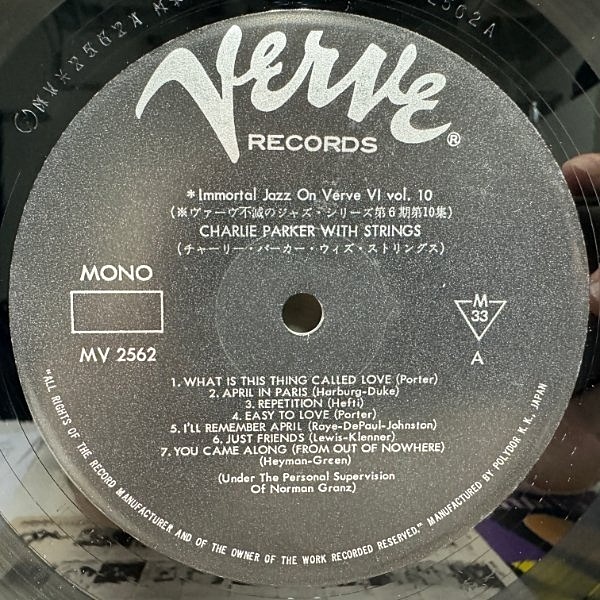 MV*2562A
2562A
Verve
RECORDS ®
*Immortal Jazz On Verve VI vol. 10
(※ヴァーヴ不滅のジャズ・シリーズ第6期第10集)
CHARLIE PARKER WITH STRINGS
(チャーリー・パーカー・ウィズ・ストリングス)
MONO
MV 2562
M
33
A
1. WHAT IS THIS THING CALLED LOVE (Porter)
2. APRIL IN PARIS (Harburg-Duke)
3. REPETITION (Hefti)
4. EASY TO LOVE (Porter)
5. I'LL REMEMBER APRIL (Raye-DePaul-Johnston)
6. JUST FRIENDS (Lewis-Klenner)
7. YOU CAME ALONG (FROM OUT OF NOWHERE)
(Heyman-Green)
(Under The Personal Supervision
Of Norman Granz)
"ALL RIGHTS OF THE RECORD MANUFACTURER AND OF THE OWNER OF THE WORK RECORDED RESERVED." MANUFACTURED BY POLYDOR K.K., JAPAN